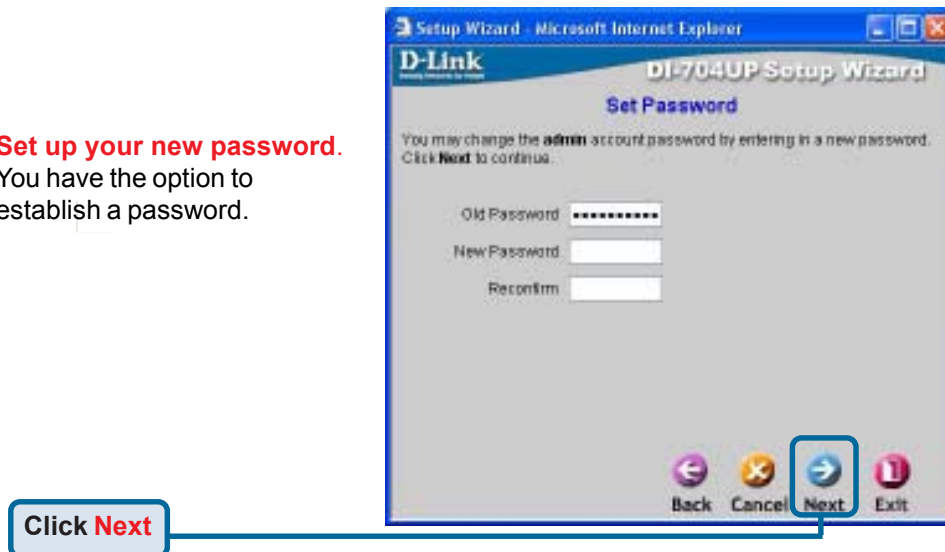 Set up your new password.
You have the option to
establish a password.
Click Next
Setup Wizard - Microsoft Internet Explorer
D-Link
DI-704UP Setup Wizard
Set Password
You may change the admin account password by entering in a new password.
Click Next to continue.
Old Password ••••••••••
New Password
Reconfirm
Back Cancel Next Exit